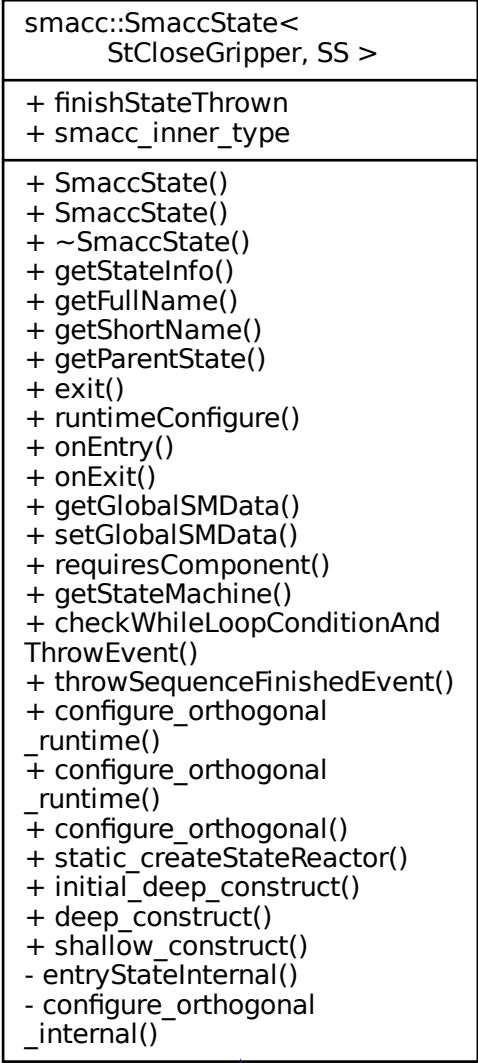 smacc::SmaccState<
StCloseGripper, SS >
+ finishStateThrown
+ smacc_inner_type
+ SmaccState()
+ SmaccState()
+ ~SmaccState()
+ getStateInfo()
+ getFullName()
+ getShortName()
+ getParentState()
+ exit()
+ runtimeConfigure()
+ onEntry()
+ onExit()
+ getGlobalSMData()
+ setGlobalSMData()
+ requiresComponent()
+ getStateMachine()
+ checkWhileLoopConditionAnd
ThrowEvent()
+ throwSequenceFinishedEvent()
+ configure_orthogonal
_runtime()
+ configure_orthogonal
_runtime()
+ configure_orthogonal()
+ static_createStateReactor()
+ initial_deep_construct()
+ deep_construct()
+ shallow_construct()
- entryStateInternal()
- configure_orthogonal
_internal()